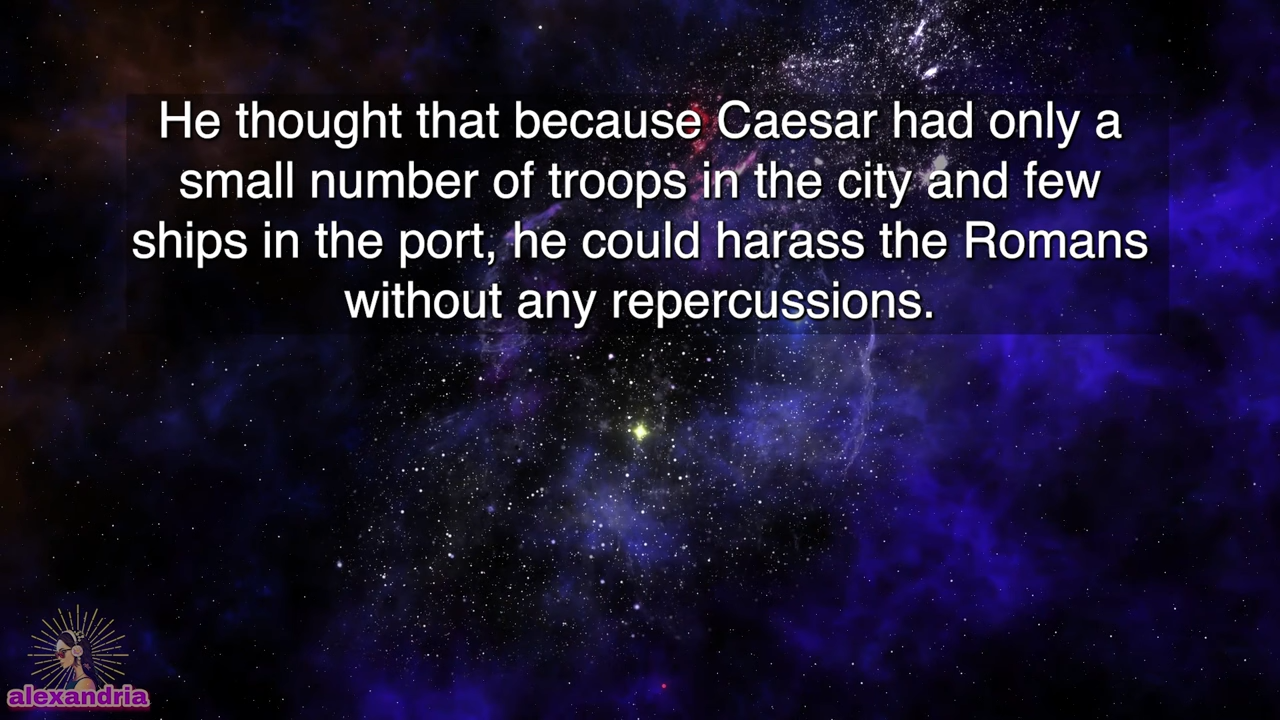 He thought that because Caesar had only a
small number of troops in the city and few
ships in the port, he could harass the Romans
without any repercussions.
alexandria